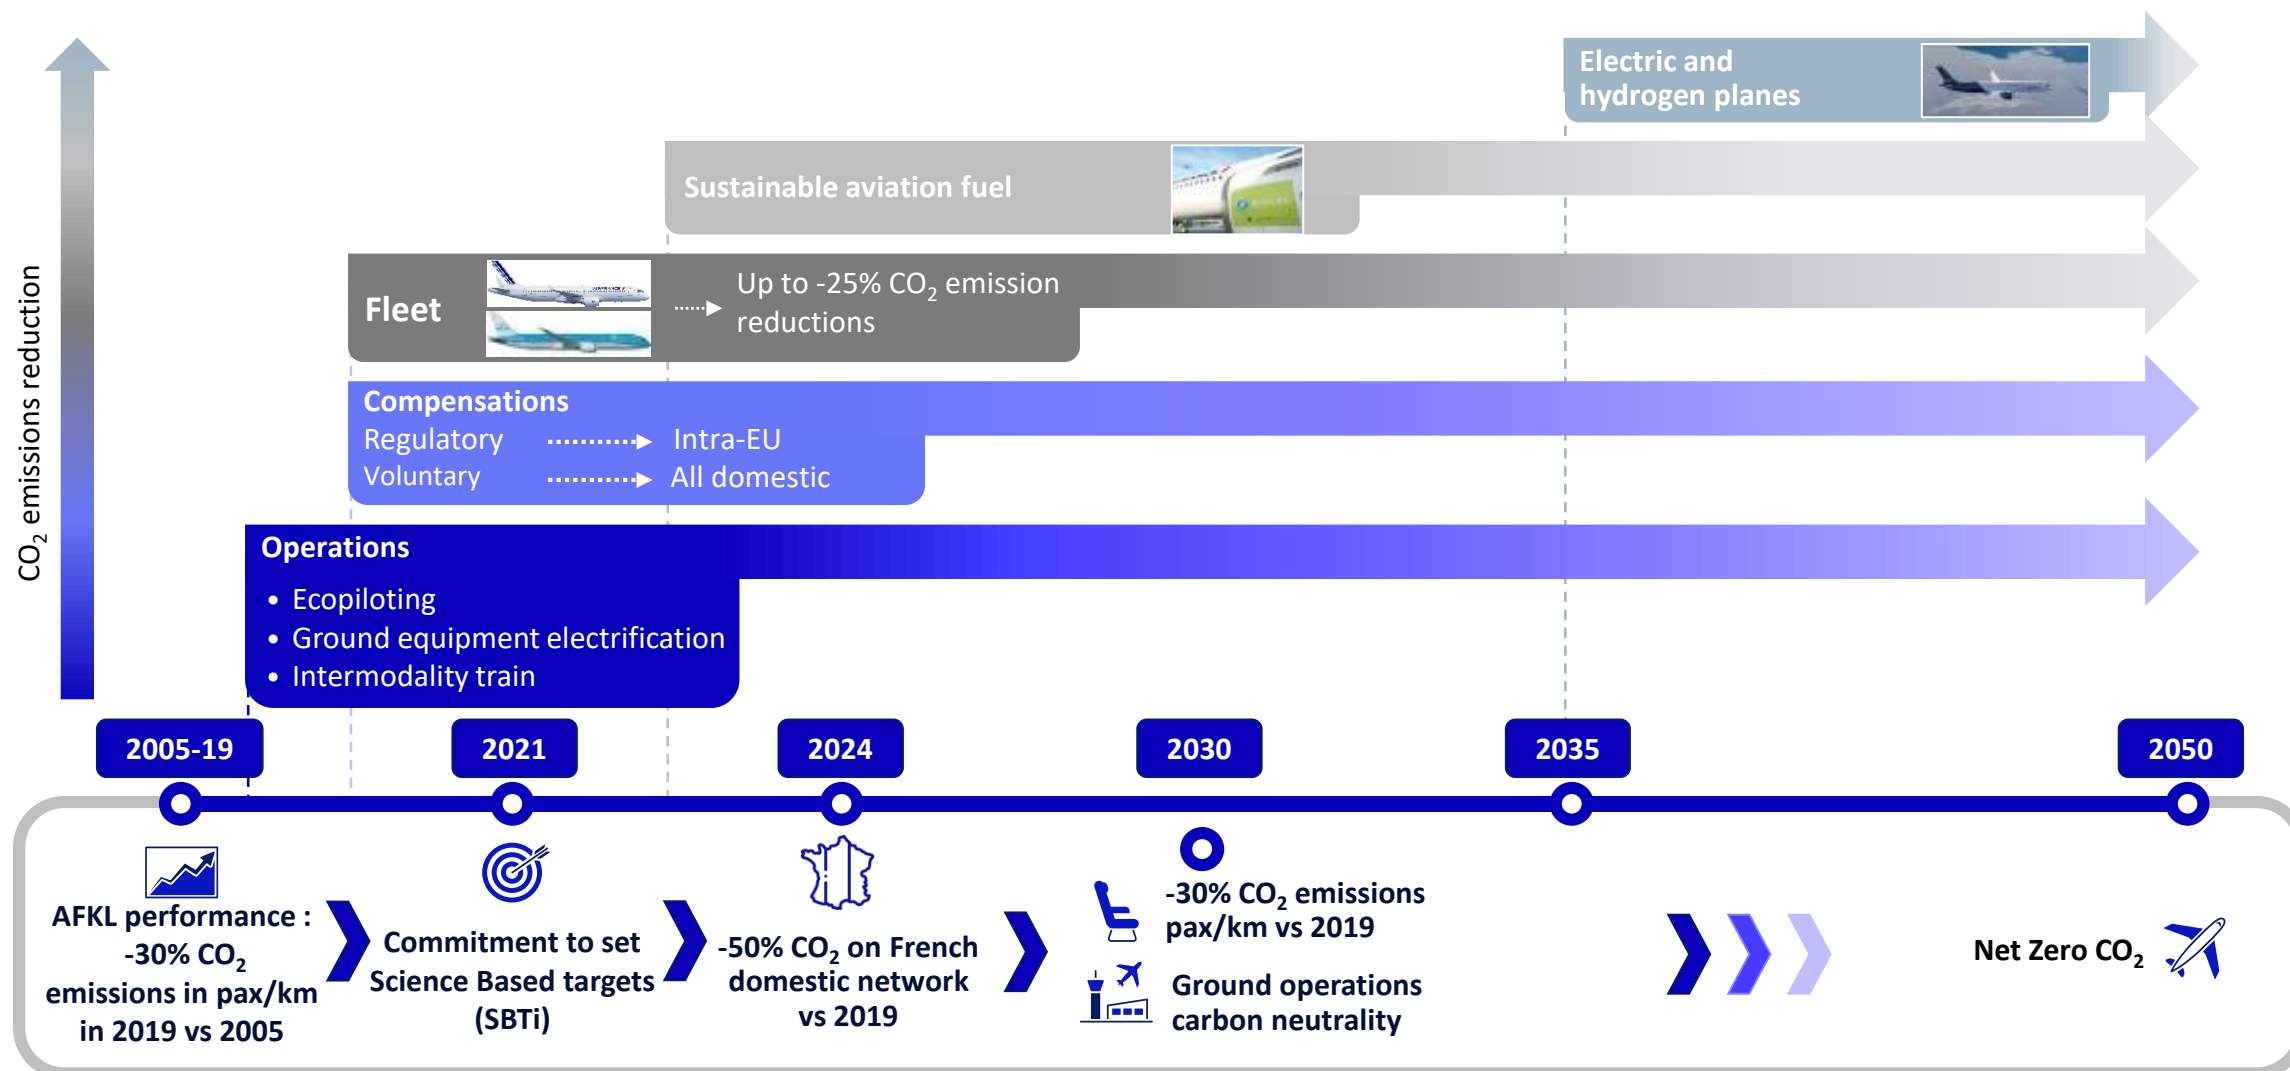 Electric and
hydrogen planes
Sustainable aviation fuel
Fleet
Up to -25% CO₂ emission
reductions
Compensations
Regulatory Intra-EU
Voluntary All domestic
Operations
• Ecopiloting
• Ground equipment electrification
• Intermodality train
CO₂ emissions reduction
2005-19
2021
2024
2030
2035
2050
AFKL performance :
-30% CO₂
emissions in pax/km
in 2019 vs 2005
Commitment to set
Science Based targets
(SBTi)
-50% CO₂ on French
domestic network
vs 2019
-30% CO₂ emissions
pax/km vs 2019
Ground operations
carbon neutrality
Net Zero CO₂